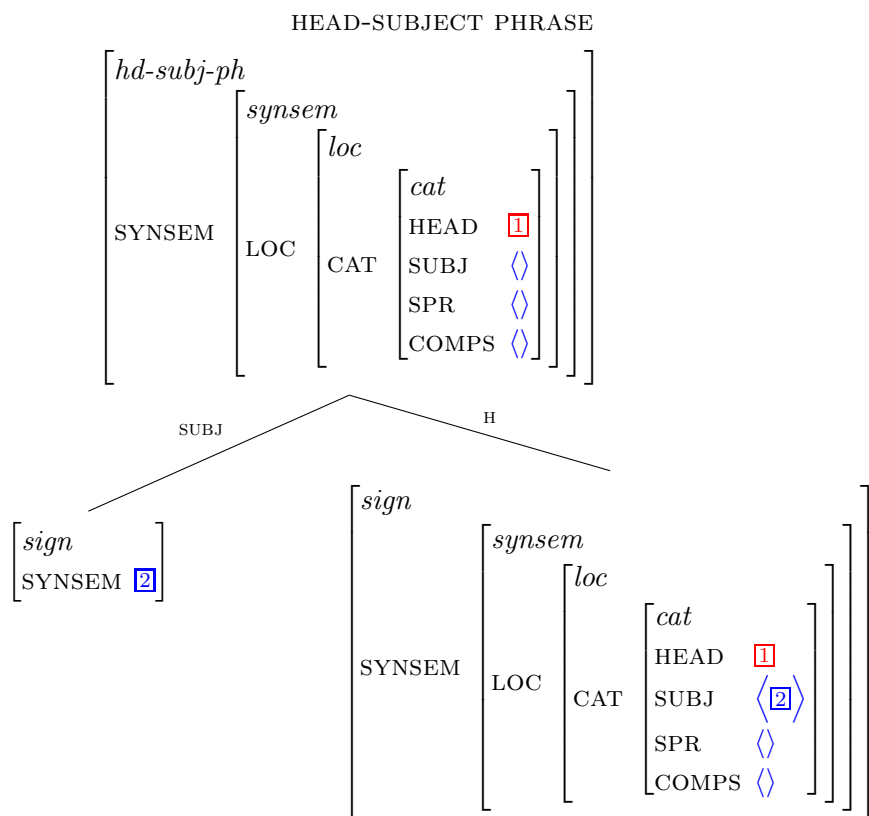 HEAD-SUBJECT PHRASE
hd-subj-ph
synsem
loc
cat
HEAD 1
SYNSEM LOC CAT SUBJ ⟨⟩
SPR ⟨⟩
COMPS ⟨⟩
SUBJ H
sign
SYNSEM 2
sign
synsem
loc
cat
HEAD 1
SYNSEM LOC CAT SUBJ ⟨2⟩
SPR ⟨⟩
COMPS ⟨⟩